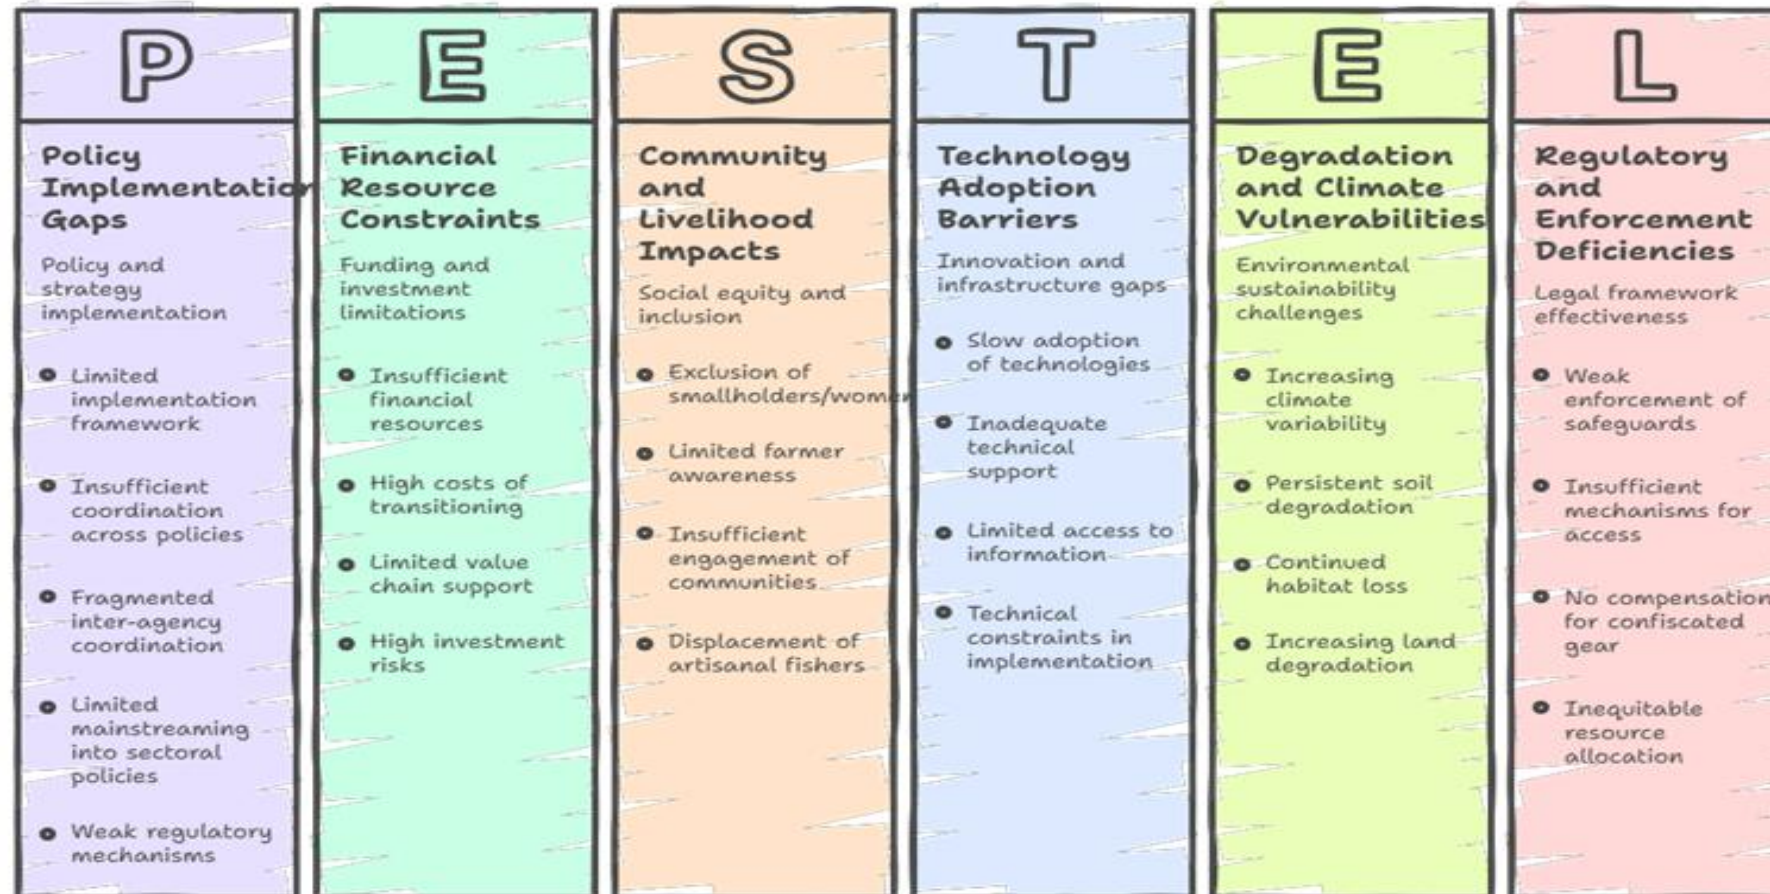 P
Policy
Implementation
Gaps
Policy and
strategy
implementation
Limited
implementation
framework
Insufficient
coordination
across policies
Fragmented
inter-agency
coordination
Limited
mainstreaming
into sectoral
policies
Weak regulatory
mechanisms
E
Financial
Resource
Constraints
Funding and
investment
limitations
Insufficient
financial
resources
High costs of
transitioning
Limited value
chain support
High investment
risks
S
Community
and
Livelihood
Impacts
Social equity and
inclusion
Exclusion of
smallholders/women
Limited farmer
awareness
Insufficient
engagement of
communities
Displacement of
artisanal fishers
T
Technology
Adoption
Barriers
Innovation and
infrastructure gaps
Slow adoption
of technologies
Inadequate
technical
support
Limited access to
information
Technical
constraints in
implementation
E
Degradation
and Climate
Vulnerabilities
Environmental
sustainability
challenges
Increasing
climate
variability
Persistent soil
degradation
Continued
habitat loss
Increasing land
degradation
L
Regulatory
and
Enforcement
Deficiencies
Legal framework
effectiveness
Weak
enforcement of
safeguards
Insufficient
mechanisms for
access
No compensation
for confiscated
gear
Inequitable
resource
allocation